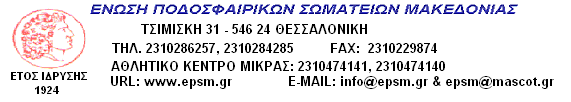 ΕΝΩΣΗ ΠΟΔΟΣΦΑΙΡΙΚΩΝ ΣΩΜΑΤΕΙΩΝ ΜΑΚΕΔΟΝΙΑΣ
ΤΣΙΜΙΣΚΗ 31 - 546 24 ΘΕΣΣΑΛΟΝΙΚΗ
ΤΗΛ. 2310286257, 2310284285 FAX: 2310229874
ΑΘΛΗΤΙΚΟ ΚΕΝΤΡΟ ΜΙΚΡΑΣ: 2310474141, 2310474140
URL: www.epsm.gr E-MAIL: info@epsm.gr & epsm@mascot.gr
ΕΤΟΣ ΙΔΡΥΣΗΣ
1924